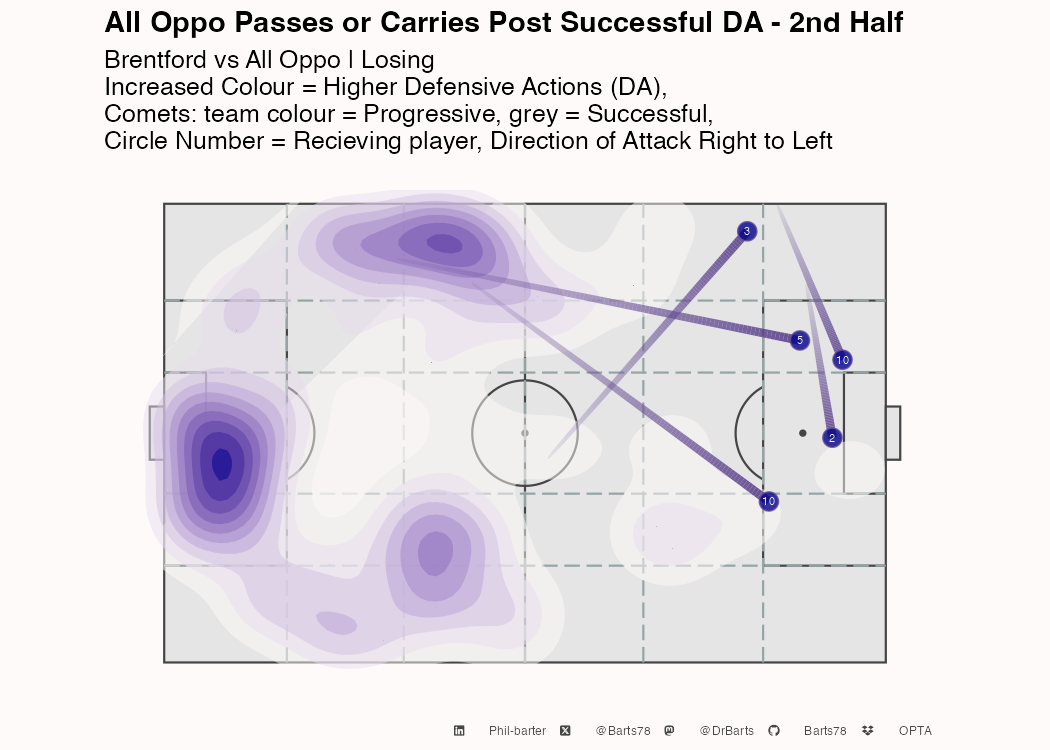 All Oppo Passes or Carries Post Successful DA - 2nd Half
Brentford vs All Oppo | Losing
Increased Colour = Higher Defensive Actions (DA),
Comets: team colour = Progressive, grey = Successful,
Circle Number = Recieving player, Direction of Attack Right to Left
3
5
10
2
10
Phil-barter @Barts78 @DrBarts Barts78 OPTA